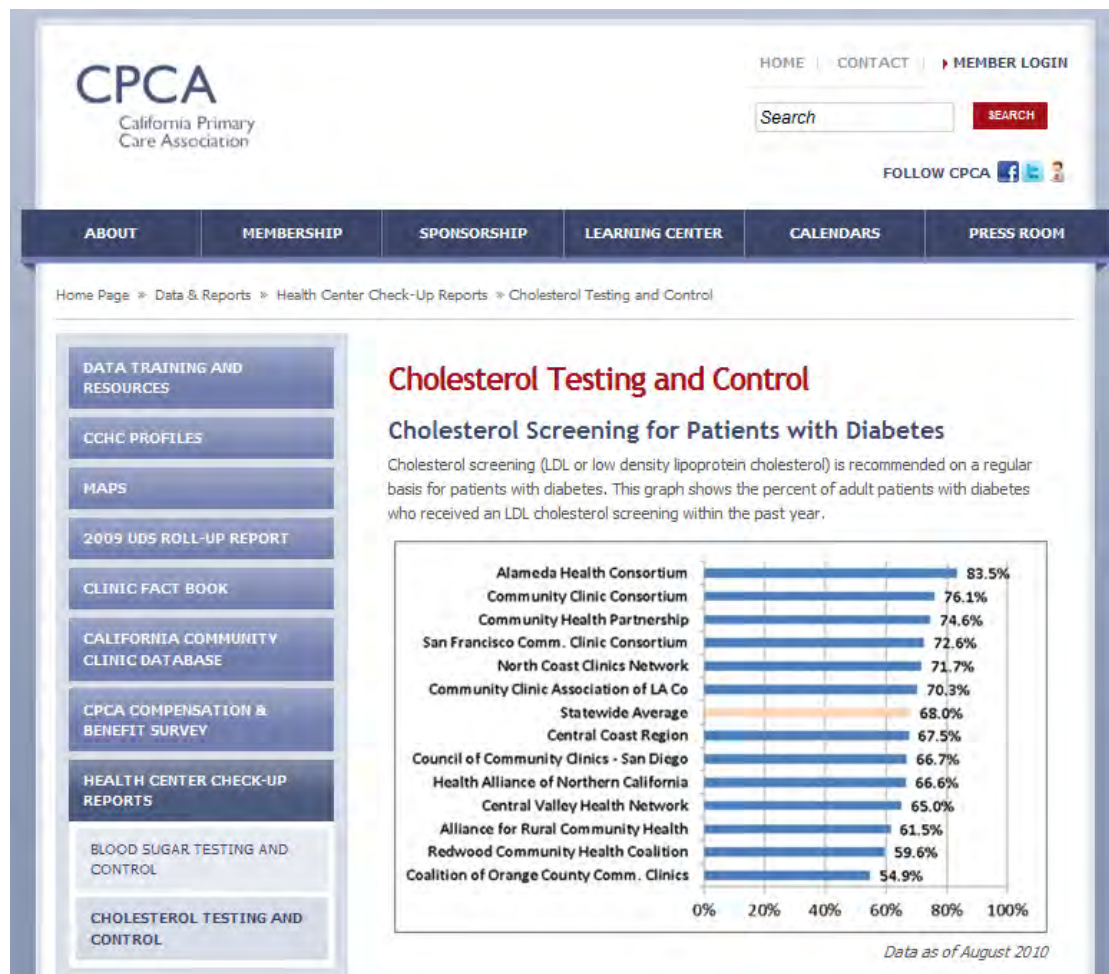 CPCA
California Primary
Care Association
HOME | CONTACT | MEMBER LOGIN
Search
SEARCH
FOLLOW CPCA
ABOUT
MEMBERSHIP
SPONSORSHIP
LEARNING CENTER
CALENDARS
PRESS ROOM
Home Page » Data & Reports » Health Center Check-Up Reports » Cholesterol Testing and Control
DATA TRAINING AND
RESOURCES
CCHC PROFILES
MAPS
2009 UDS ROLL-UP REPORT
CLINIC FACT BOOK
CALIFORNIA COMMUNITY
CLINIC DATABASE
CPCA COMPENSATION &
BENEFIT SURVEY
HEALTH CENTER CHECK-UP
REPORTS
BLOOD SUGAR TESTING AND
CONTROL
CHOLESTEROL TESTING AND
CONTROL
Cholesterol Testing and Control
Cholesterol Screening for Patients with Diabetes
Cholesterol screening (LDL or low density lipoprotein cholesterol) is recommended on a regular
basis for patients with diabetes. This graph shows the percent of adult patients with diabetes
who received an LDL cholesterol screening within the past year.
Alameda Health Consortium 83.5%
Community Clinic Consortium 76.1%
Community Health Partnership 74.6%
San Francisco Comm. Clinic Consortium 72.6%
North Coast Clinics Network 71.7%
Community Clinic Association of LA Co 70.3%
Statewide Average 68.0%
Central Coast Region 67.5%
Council of Community Clinics - San Diego 66.7%
Health Alliance of Northern California 66.6%
Central Valley Health Network 65.0%
Alliance for Rural Community Health 61.5%
Redwood Community Health Coalition 59.6%
Coalition of Orange County Comm. Clinics 54.9%
0% 20% 40% 60% 80% 100%
Data as of August 2010